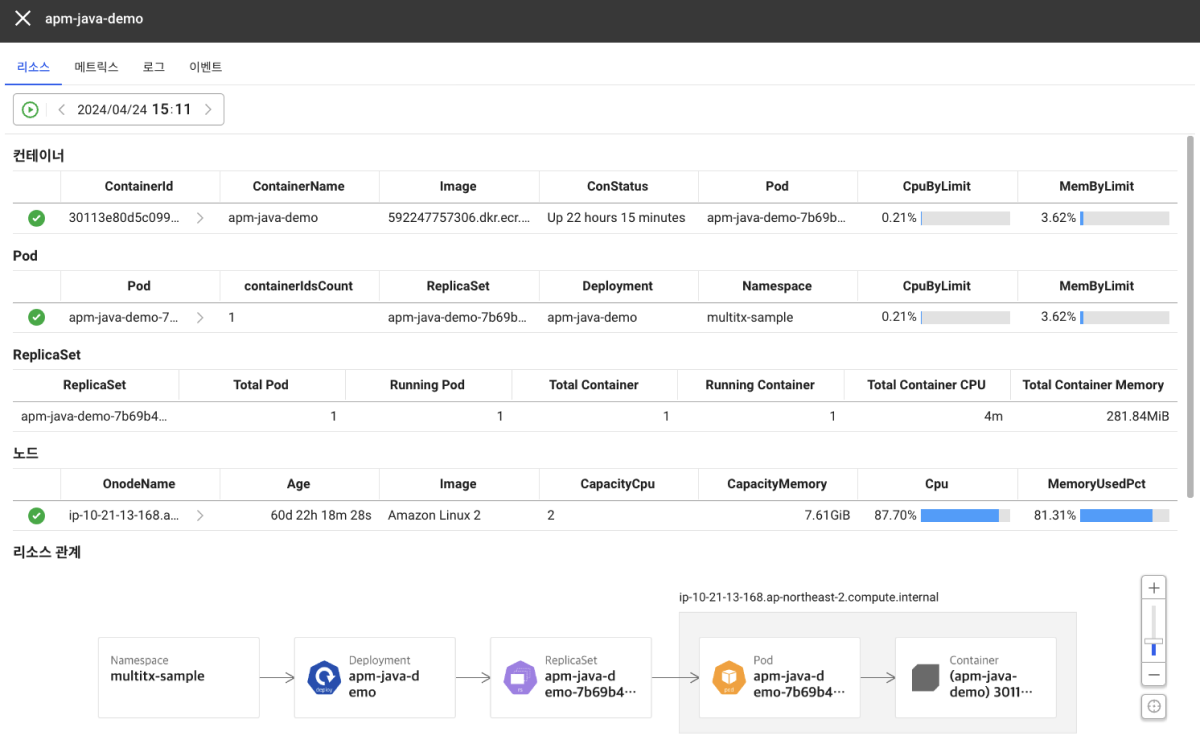 apm-java-demo
리소스 메트릭스 로그 이벤트
2024/04/24 15:11
컨테이너
ContainerId ContainerName Image ConStatus Pod CpuByLimit MemByLimit
30113e80d5c099... apm-java-demo 592247757306.dkr.ecr.... Up 22 hours 15 minutes apm-java-demo-7b69b... 0.21% 3.62%
Pod
Pod containerIdsCount ReplicaSet Deployment Namespace CpuByLimit MemByLimit
apm-java-demo-7... 1 apm-java-demo-7b69b... apm-java-demo multitx-sample 0.21% 3.62%
ReplicaSet
ReplicaSet Total Pod Running Pod Total Container Running Container Total Container CPU Total Container Memory
apm-java-demo-7b69b4... 1 1 1 1 4m 281.84MiB
노드
OnodeName Age Image CapacityCpu CapacityMemory Cpu MemoryUsedPct
ip-10-21-13-168.a... 60d 22h 18m 28s Amazon Linux 2 2 7.61GiB 87.70% 81.31%
리소스 관계
ip-10-21-13-168.ap-northeast-2.compute.internal
Namespace
multitx-sample
deploy
Deployment
apm-java-d
emo
rs
ReplicaSet
apm-java-d
emo-7b69b4···
pod
Pod
apm-java-d
emo-7b69b4···
Container
(apm-java-
demo) 3011···